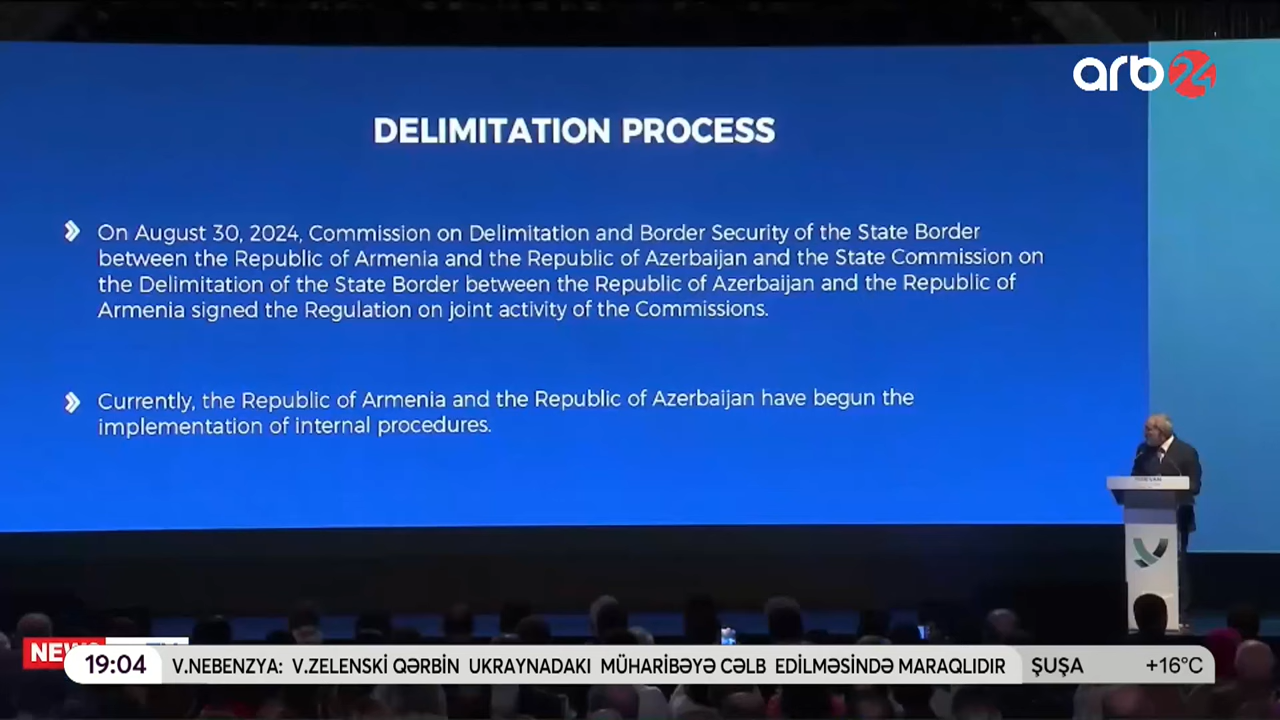 arb24
DELIMITATION PROCESS
On August 30, 2024, Commission on Delimitation and Border Security of the State Border
between the Republic of Armenia and the Republic of Azerbaijan and the State Commission on
the Delimitation of the State Border between the Republic of Azerbaijan and the Republic of
Armenia signed the Regulation on joint activity of the Commissions.
Currently, the Republic of Armenia and the Republic of Azerbaijan have begun the
implementation of internal procedures.
NEWS
19:04 V.NEBENZYA: V.ZELENSKİ QƏRBİN UKRAYNADAKI MÜHARİBƏYƏ CƏLB EDİLMƏSİNDƏ MARAQLIDIR ŞUŞA +16°C